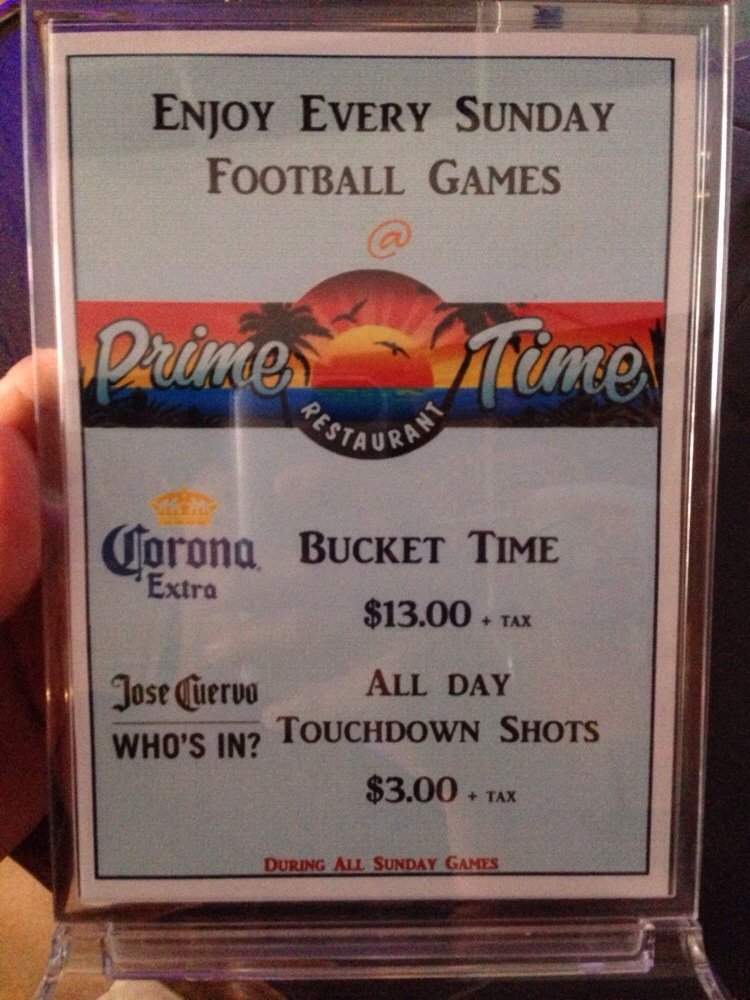 Enjoy Every Sunday
Football Games
@
Prime Time
RESTAURANT
Corona
Extra
Bucket Time
$13.00 + tax
Jose Cuervo
WHO'S IN?
All day
Touchdown Shots
$3.00 + tax
During All Sunday Games